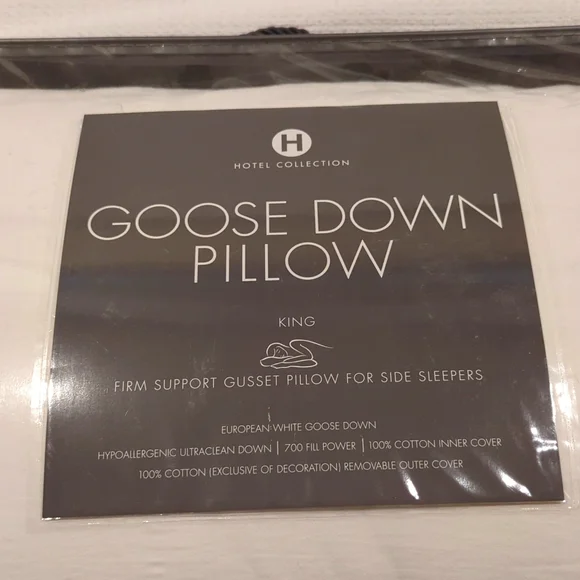 H
HOTEL COLLECTION
GOOSE DOWN
PILLOW
KING
FIRM SUPPORT GUSSET PILLOW FOR SIDE SLEEPERS
EUROPEAN WHITE GOOSE DOWN
HYPOALLERGENIC ULTRACLEAN DOWN | 700 FILL POWER | 100% COTTON INNER COVER
100% COTTON (EXCLUSIVE OF DECORATION) REMOVABLE OUTER COVER